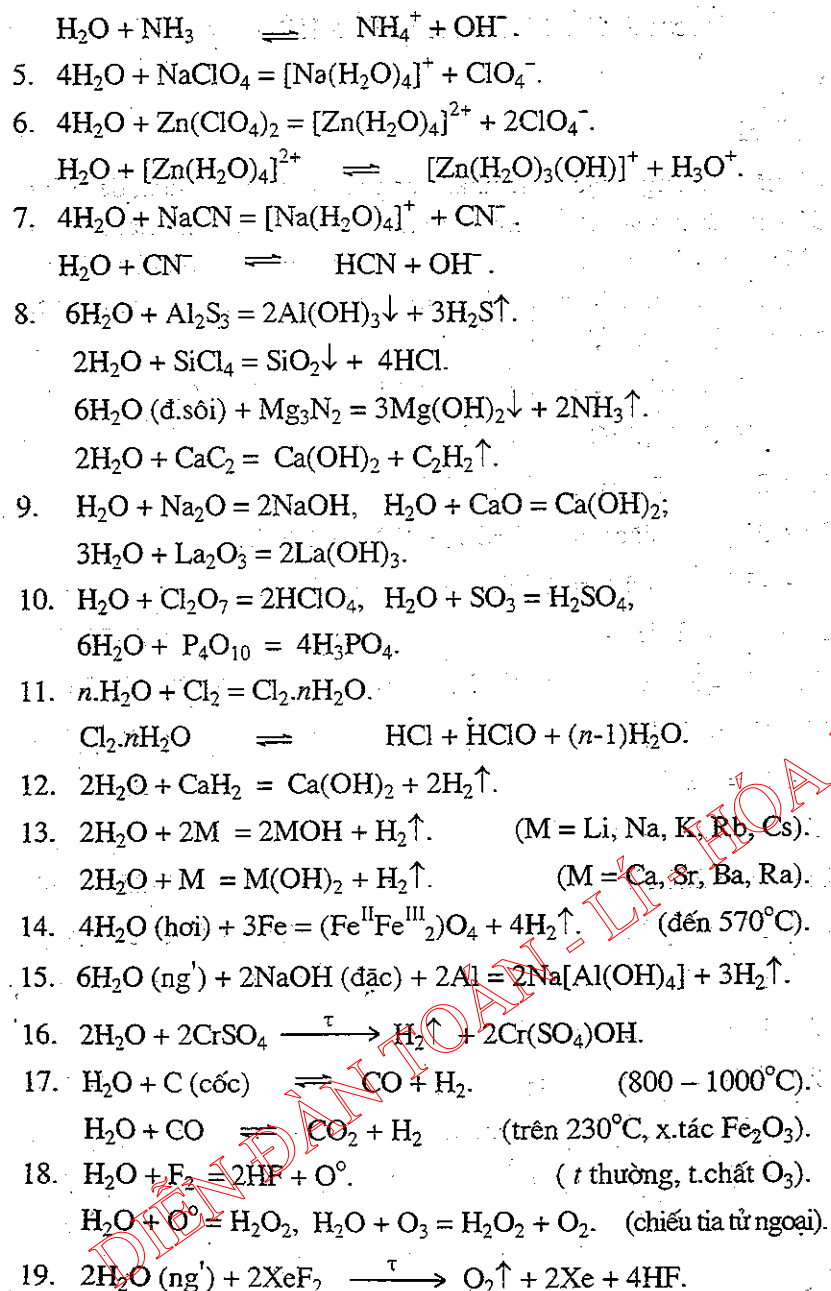 H₂O + NH₃ ⇌ NH₄⁺ + OH⁻.
5. 4H₂O + NaClO₄ = [Na(H₂O)₄]⁺ + ClO₄⁻.
6. 4H₂O + Zn(ClO₄)₂ = [Zn(H₂O)₄]²⁺ + 2ClO₄⁻.
H₂O + [Zn(H₂O)₄]²⁺ ⇌ [Zn(H₂O)₃(OH)]⁺ + H₃O⁺.
7. 4H₂O + NaCN = [Na(H₂O)₄]⁺ + CN⁻.
H₂O + CN⁻ ⇌ HCN + OH⁻.
8. 6H₂O + Al₂S₃ = 2Al(OH)₃↓ + 3H₂S↑.
2H₂O + SiCl₄ = SiO₂↓ + 4HCl.
6H₂O (đ.sôi) + Mg₃N₂ = 3Mg(OH)₂↓ + 2NH₃↑.
2H₂O + CaC₂ = Ca(OH)₂ + C₂H₂↑.
9. H₂O + Na₂O = 2NaOH, H₂O + CaO = Ca(OH)₂;
3H₂O + La₂O₃ = 2La(OH)₃.
10. H₂O + Cl₂O₇ = 2HClO₄, H₂O + SO₃ = H₂SO₄,
6H₂O + P₄O₁₀ = 4H₃PO₄.
11. n.H₂O + Cl₂ = Cl₂.nH₂O.
Cl₂.nH₂O ⇌ HCl + HClO + (n-1)H₂O.
12. 2H₂O + CaH₂ = Ca(OH)₂ + 2H₂↑.
13. 2H₂O + 2M = 2MOH + H₂↑. (M = Li, Na, K, Rb, Cs).
2H₂O + M = M(OH)₂ + H₂↑. (M = Ca, Sr, Ba, Ra).
14. 4H₂O (hơi) + 3Fe = (FeᴵᴵFeᴵᴵᴵ₂)O₄ + 4H₂↑. (đến 570°C).
15. 6H₂O (ng') + 2NaOH (đặc) + 2Al = 2Na[Al(OH)₄] + 3H₂↑.
16. 2H₂O + 2CrSO₄ —τ→ H₂↑ + 2Cr(SO₄)OH.
17. H₂O + C (cốc) ⇌ CO + H₂. (800 – 1000°C).
H₂O + CO ⇌ CO₂ + H₂ (trên 230°C, x.tác Fe₂O₃).
18. H₂O + F₂ = 2HF + O°. (t thường, t.chất O₃).
H₂O + O° = H₂O₂, H₂O + O₃ = H₂O₂ + O₂. (chiếu tia tử ngoại).
19. 2H₂O (ng') + 2XeF₂ —τ→ O₂↑ + 2Xe + 4HF.
DIỄN ĐÀN TOÁN - LÍ - HÓA